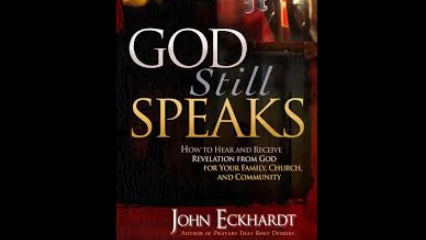 GOD
Still
SPEAKS
HOW TO HEAR AND RECEIVE
REVELATION FROM GOD
FOR YOUR FAMILY, CHURCH,
AND COMMUNITY
JOHN ECKHARDT
AUTHOR OF PRAYERS THAT ROUT DEMONS